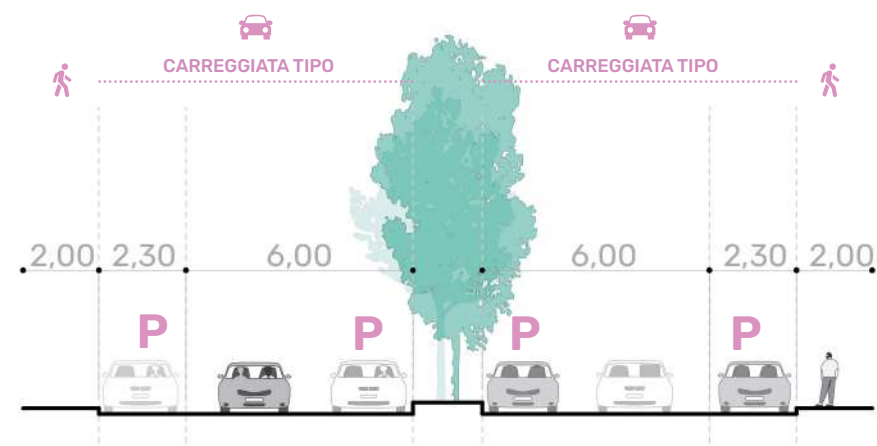 CARREGGIATA TIPO CARREGGIATA TIPO
2,00 2,30 6,00 6,00 2,30 2,00
P P P P